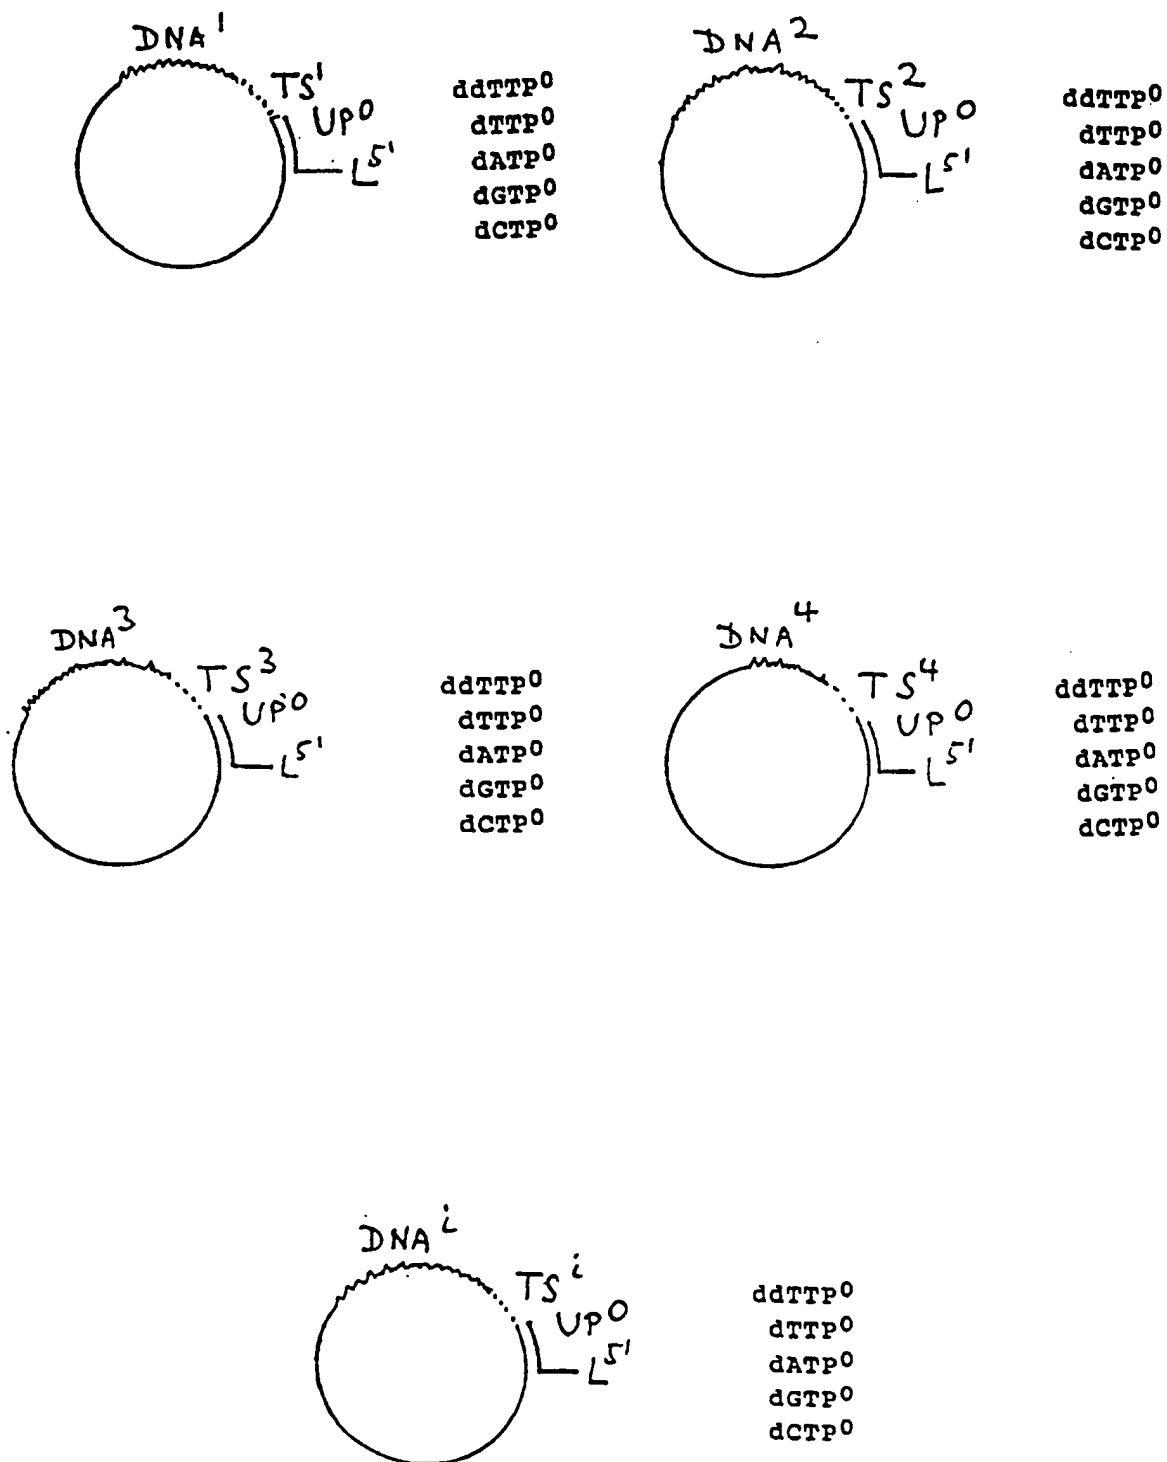 DNA¹
TS¹
UP⁰
L⁵'
ddTTP⁰
dTTP⁰
dATP⁰
dGTP⁰
dCTP⁰
DNA²
TS²
UP⁰
L⁵'
ddTTP⁰
dTTP⁰
dATP⁰
dGTP⁰
dCTP⁰
DNA³
TS³
UP⁰
L⁵'
ddTTP⁰
dTTP⁰
dATP⁰
dGTP⁰
dCTP⁰
DNA⁴
TS⁴
UP⁰
L⁵'
ddTTP⁰
dTTP⁰
dATP⁰
dGTP⁰
dCTP⁰
DNAⁱ
TSⁱ
UP⁰
L⁵'
ddTTP⁰
dTTP⁰
dATP⁰
dGTP⁰
dCTP⁰